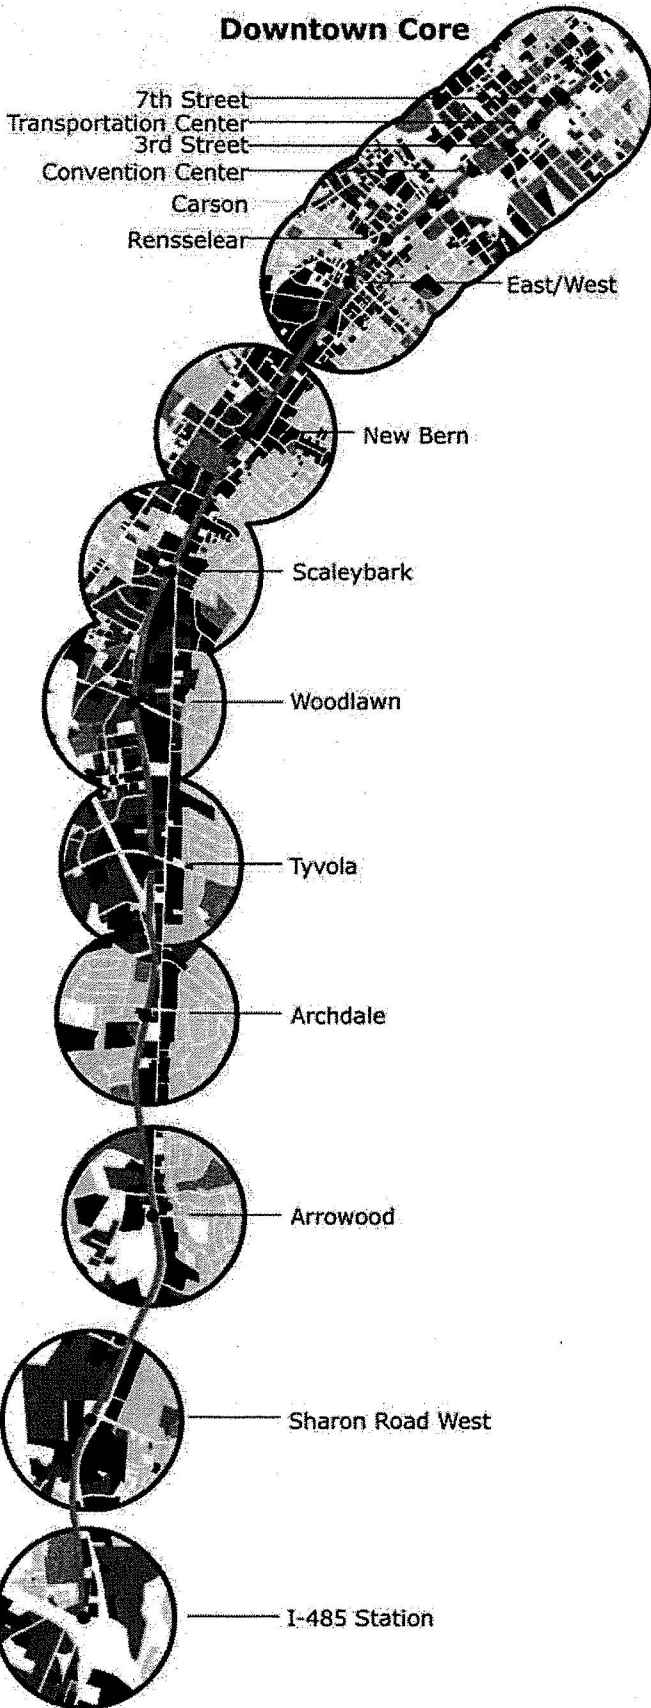 Downtown Core
7th Street
Transportation Center
3rd Street
Convention Center
Carson
Rensselear
East/West
New Bern
Scaleybark
Woodlawn
Tyvola
Archdale
Arrowood
Sharon Road West
I-485 Station